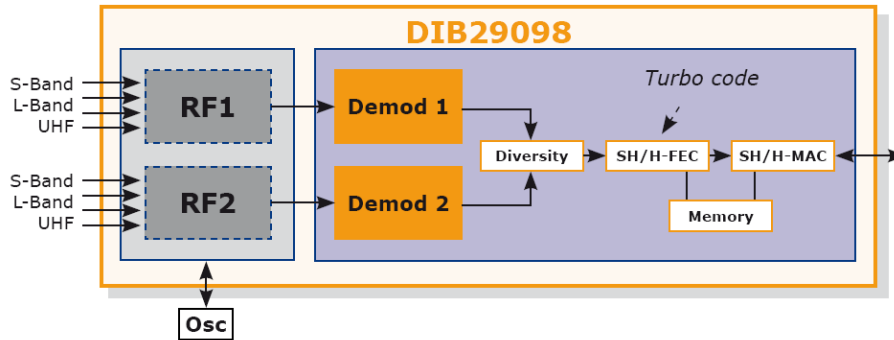 DIB29098
S-Band
L-Band
UHF
RF1
Demod 1
Turbo code
Diversity
SH/H-FEC
SH/H-MAC
S-Band
L-Band
UHF
RF2
Demod 2
Memory
Osc